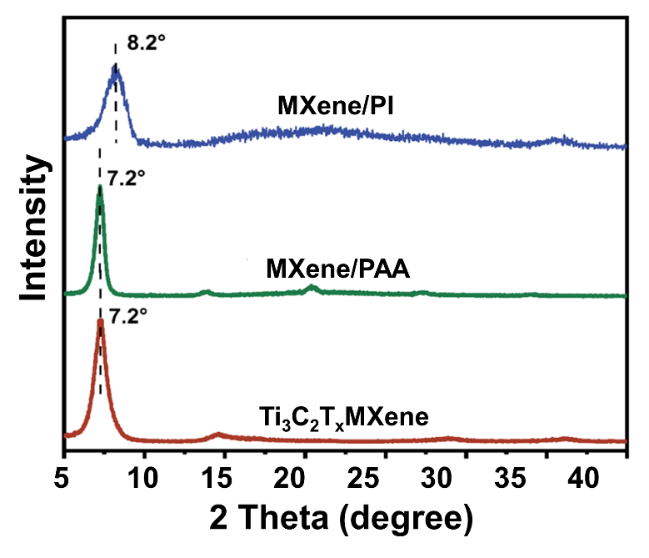 8.2°
MXene/PI
7.2°
MXene/PAA
7.2°
Ti₃C₂TₓMXene
Intensity
5 10 15 20 25 30 35 40
2 Theta (degree)